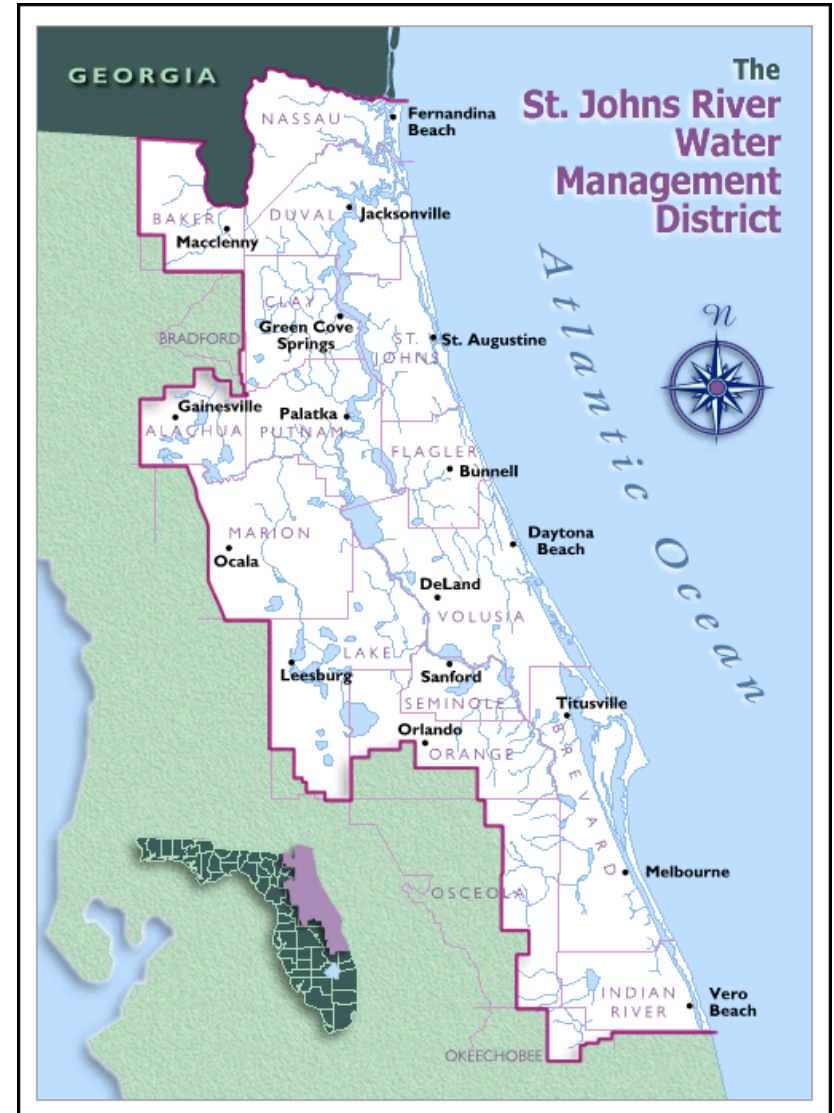 GEORGIA
The
St. Johns River
Water
Management
District
NASSAU
Fernandina
Beach
BAKER
DUVAL
Jacksonville
Macclenny
Atlantic Ocean
CLAY
Green Cove
Springs
N
BRADFORD
ST.
JOHNS
St. Augustine
Gainesville
ALACHUA
Palatka
PUTNAM
FLAGLER
Bunnell
MARION
Ocala
Daytona
Beach
DeLand
VOLUSIA
LAKE
Leesburg
Sanford
SEMINOLE
Titusville
Orlando
ORANGE
BREVARD
Melbourne
OSCEOLA
INDIAN
RIVER
Vero
Beach
OKEECHOBEE